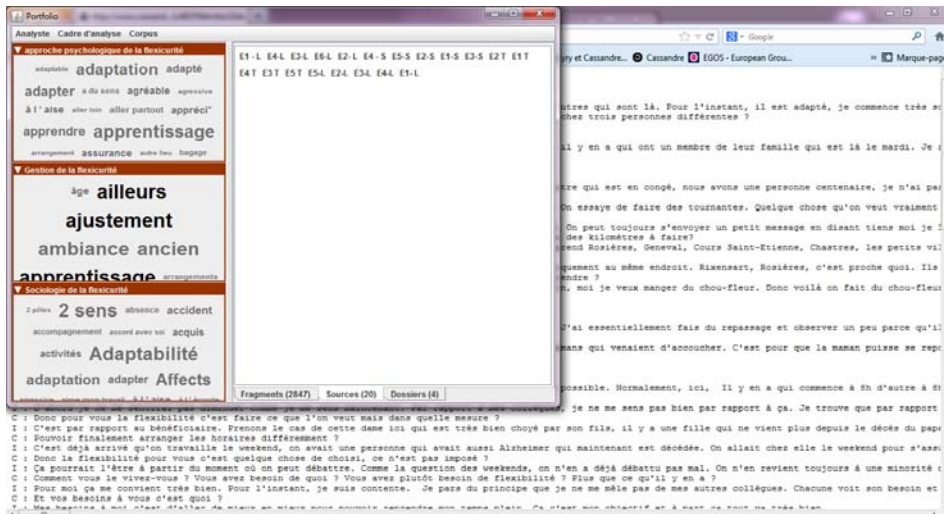 Portfolio
Analyste Cadre d'analyse Corpus
▼ approche psychologique de la flexicurité
adaptable adaptation adapté
adapter a du sens agréable agressive
à l'aise aller loin aller partout appréci"
apprendre apprentissage
arrangement assurance autre lieu bagage
▼ Gestion de la flexicurité
âge ailleurs
ajustement
ambiance ancien
apprentissage arrangements
▼ Sociologie de la flexicurité
2 pôles 2 sens absence accident
accompagnement accord avec soi acquis
activités Adaptabilité
adaptation adapter Affects
E1-L E4-L E3-L E6-L E2-L E4-S E5-S E2-S E1-S E3-S E2T E1T
E4T E3T E5T E5-L E2-L E3-L E4-L E1-L
Fragments (2847) Sources (20) Dossiers (4)
Google
yry et Cassandre... Cassandre EGOS - European Grou... Marque-page
utres qui sont là. Pour l'instant, il est adapté, je commence très
chez trois personnes différentes ?
il y en a qui ont un membre de leur famille qui est là le mardi. Je
tre qui est en congé, nous avons une personne centenaire, je n'ai pas
On essaye de faire des tournantes. Quelque chose qu'on veut vraiment
On peut toujours s'envoyer un petit message en disant tiens moi je
des kilomètres à faire?
rend Rosières, Geneval, Cours Saint-Etienne, Chastres, les petits
quement au même endroit. Rixensart, Rosières, c'est proche quoi. Ils
endre ?
n, moi je veux manger du chou-fleur. Donc voilà on fait du chou-fleur
J'ai essentiellement fais du repassage et observer un peu parce
mans qui venaient d'accoucher. C'est pour que la maman puisse se
possible. Normalement, ici, Il y en a qui commence à 8h d'autre à
je ne me sens pas bien par rapport à ça. Je trouve que par rapport
C : Donc pour vous la flexibilité c'est faire ce que l'on veut mais dans quelle mesure ?
I : C'est par rapport au bénéficiaire. Prenons le cas de cette dame ici qui est très bien choyé par son fils, il y a une fille qui ne vient plus depuis le décès du
C : Pouvoir finalement arranger les horaires différemment ?
I : C'est déjà arrivé qu'on travaille le weekend, on avait une personne qui avait aussi Alzheimer qui maintenant est décédée. On allait chez elle le weekend pour
C : Donc la flexibilité pour vous c'est quelque chose de choisi, ce n'est pas imposé ?
I : Ça pourrait l'être à partir du moment où on peut débattre. Comme la question des weekends, on n'en a déjà débattu pas mal. On n'en revient toujours à une minorité
C : Comment vous le vivez-vous ? Vous avez besoin de quoi ? Vous avez plutôt besoin de flexibilité ? Plus que ce qu'il y en a ?
I : Pour moi ça me convient très bien. Pour l'instant, je suis contente. Je pars du principe que je ne me mêle pas de mes autres collègues. Chacune voit son besoin et
C : Et vos besoins à vous c'est quoi ?